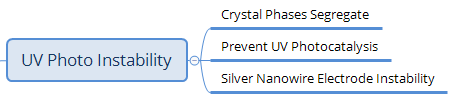 Crystal Phases Segregate
UV Photo Instability
Prevent UV Photocatalysis
Silver Nanowire Electrode Instability